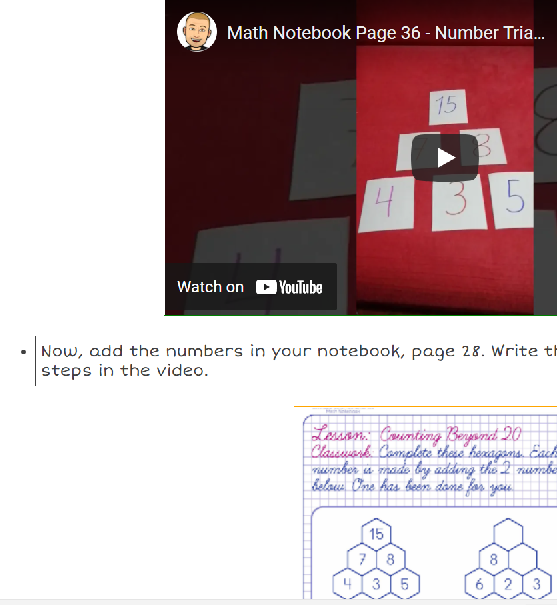 Math Notebook Page 36 - Number Tria...
15
8
4 3 5
Watch on YouTube
Now, add the numbers in your notebook, page 28. Write th
steps in the video.
Lesson: Counting Beyond 20
Classwork: Complete these hexagons. Each
number is made by adding the 2 numbe
below. One has been done for you.
15
7 8 8
4 3 5 6 2 3